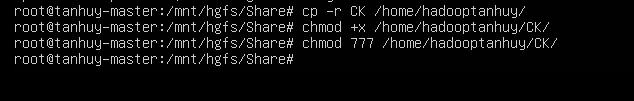 root@tanhuy-master:/mnt/hgfs/Share# cp -r CK /home/hadooptanhuy/
root@tanhuy-master:/mnt/hgfs/Share# chmod +x /home/hadooptanhuy/CK/
root@tanhuy-master:/mnt/hgfs/Share# chmod 777 /home/hadooptanhuy/CK/
root@tanhuy-master:/mnt/hgfs/Share#